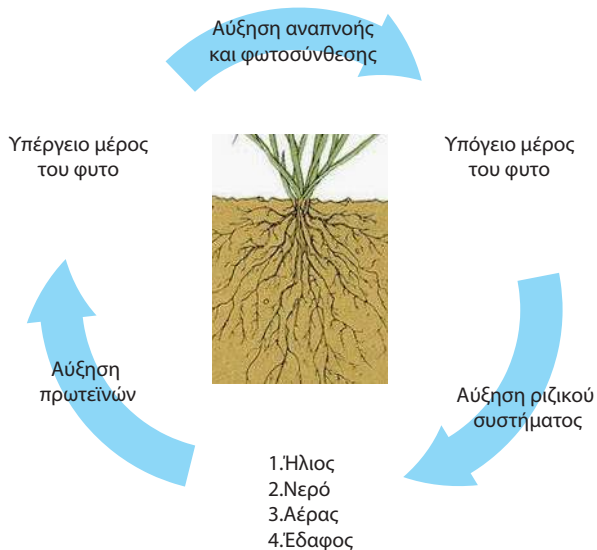 Αύξηση αναπνοής
και φωτοσύνθεσης
Υπέργειο μέρος
του φυτο
Υπόγειο μέρος
του φυτο
Αύξηση
πρωτεϊνών
Αύξηση ριζικού
συστήματος
1.Ήλιος
2.Νερό
3.Αέρας
4.Έδαφος